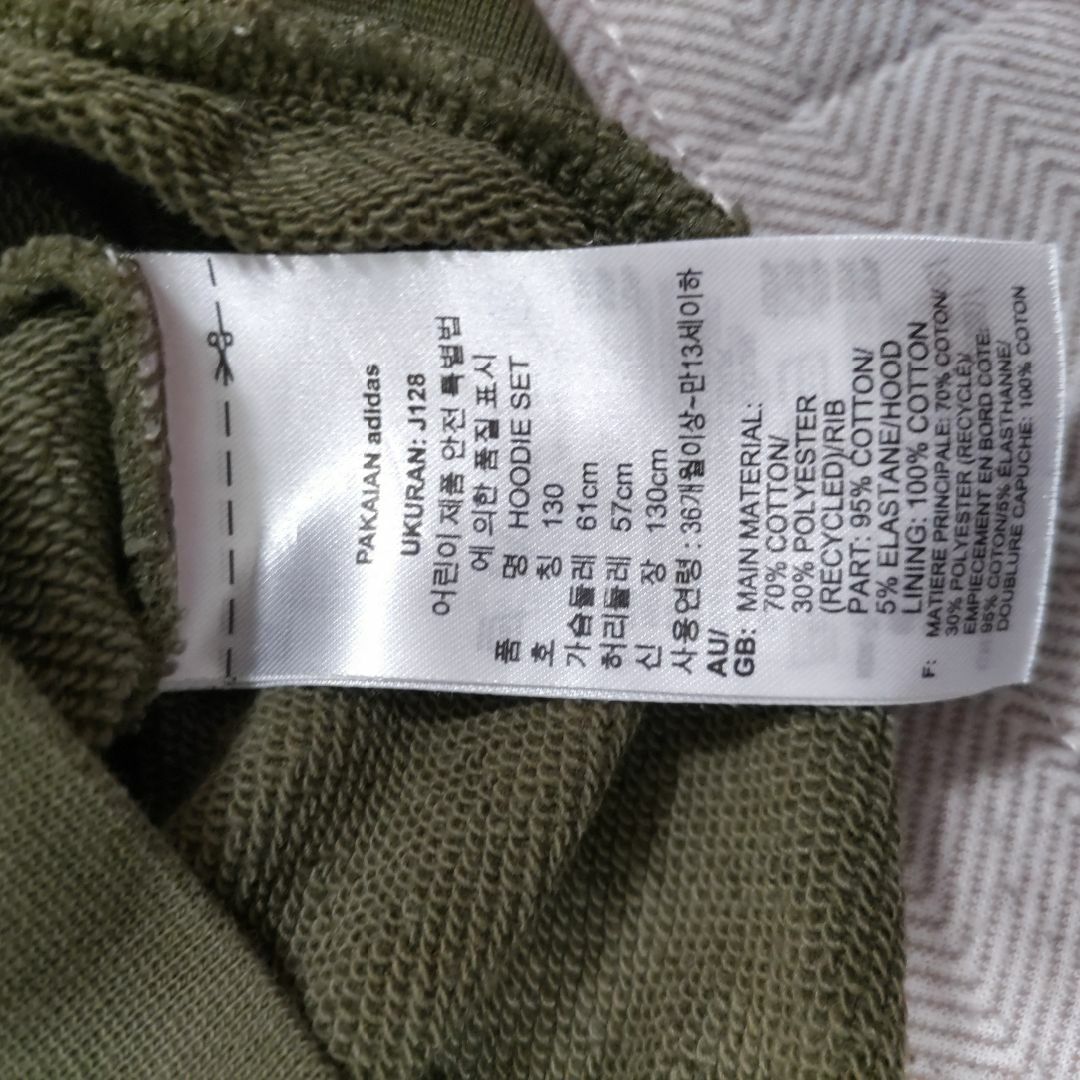 PAKAIAN adidas
UKURAN: J128
어린이제품 안전 특별법
에 의한 품질 표시
품 명 HOODIE SET
호 칭 130
가슴둘레 61cm
허리둘레 57cm
신 장 130cm
사용연령 : 36개월이상~만13세이하
AU/
GB: MAIN MATERIAL:
70% COTTON/
30% POLYESTER
(RECYCLED)/RIB
PART: 95% COTTON/
5% ELASTANE/HOOD
LINING: 100% COTTON
F: MATIERE PRINCIPALE: 70% COTON/
30% POLYESTER (RECYCLE)/
EMPIECEMENT EN BORD COTE:
95% COTON/5% ÉLASTHANNE/
DOUBLURE CAPUCHE: 100% COTON